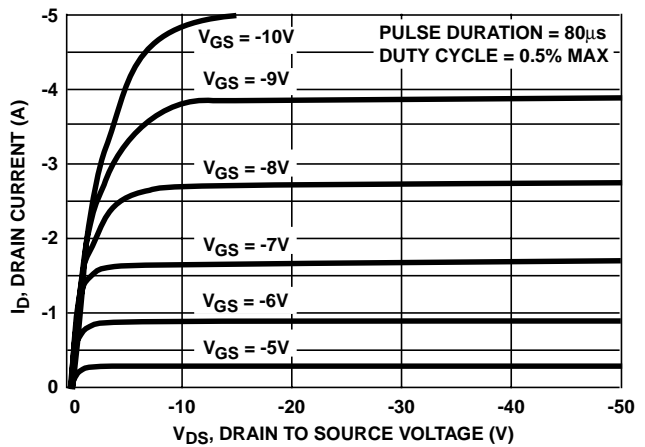 -5
-4
-3
-2
-1
0
I_D, DRAIN CURRENT (A)
V_GS = -10V
PULSE DURATION = 80μs
DUTY CYCLE = 0.5% MAX
V_GS = -9V
V_GS = -8V
V_GS = -7V
V_GS = -6V
V_GS = -5V
0 -10 -20 -30 -40 -50
V_DS, DRAIN TO SOURCE VOLTAGE (V)